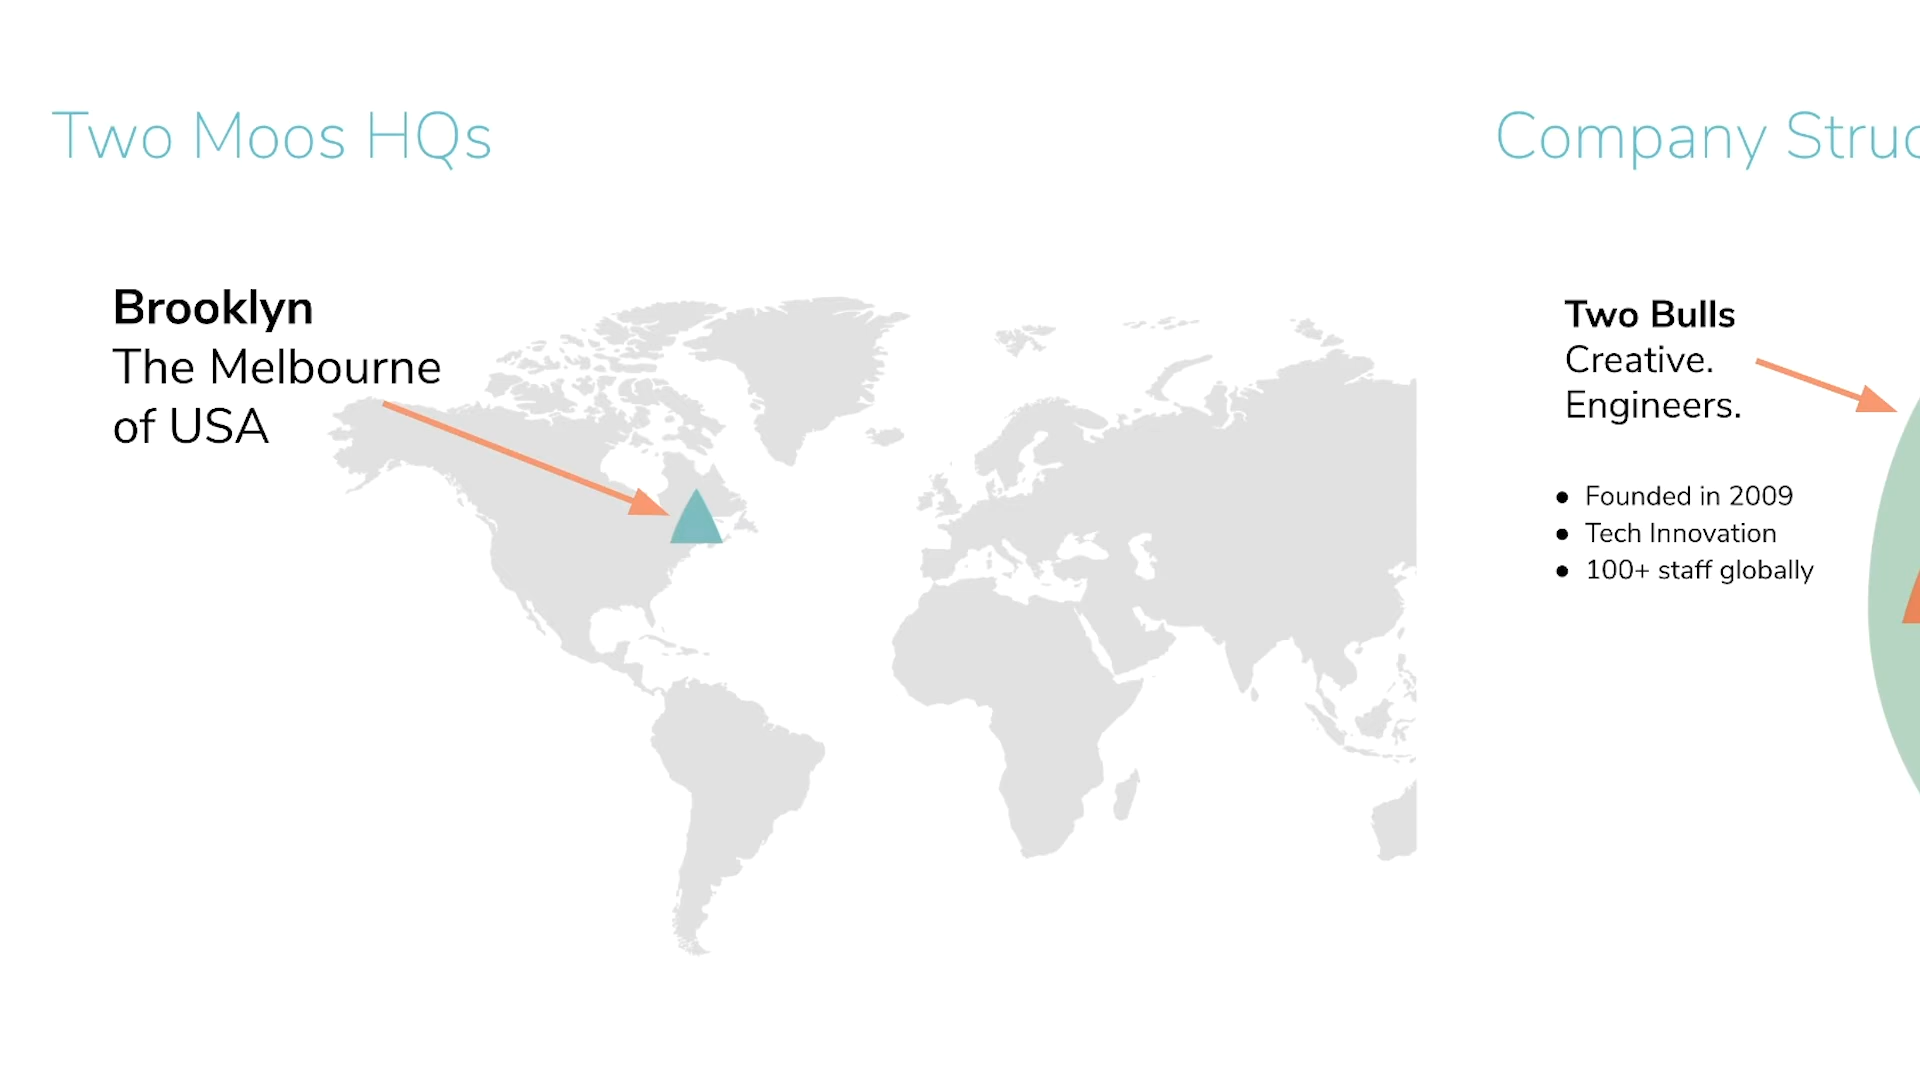 Two Moos HQs
Brooklyn
The Melbourne
of USA
Company Struc
Two Bulls
Creative.
Engineers.
● Founded in 2009
● Tech Innovation
● 100+ staff globally